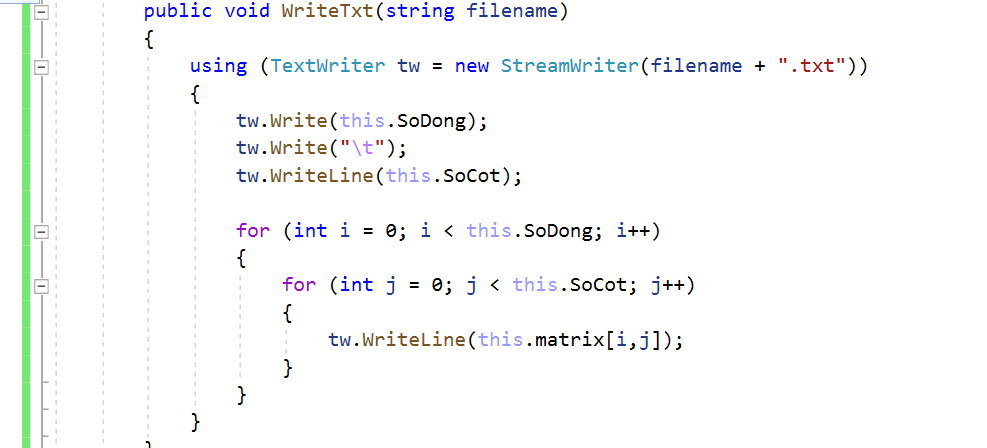 public void WriteTxt(string filename)
{
using (TextWriter tw = new StreamWriter(filename + ".txt"))
{
tw.Write(this.SoDong);
tw.Write("\t");
tw.WriteLine(this.SoCot);
for (int i = 0; i < this.SoDong; i++)
{
for (int j = 0; j < this.SoCot; j++)
{
tw.WriteLine(this.matrix[i,j]);
}
}
}
}